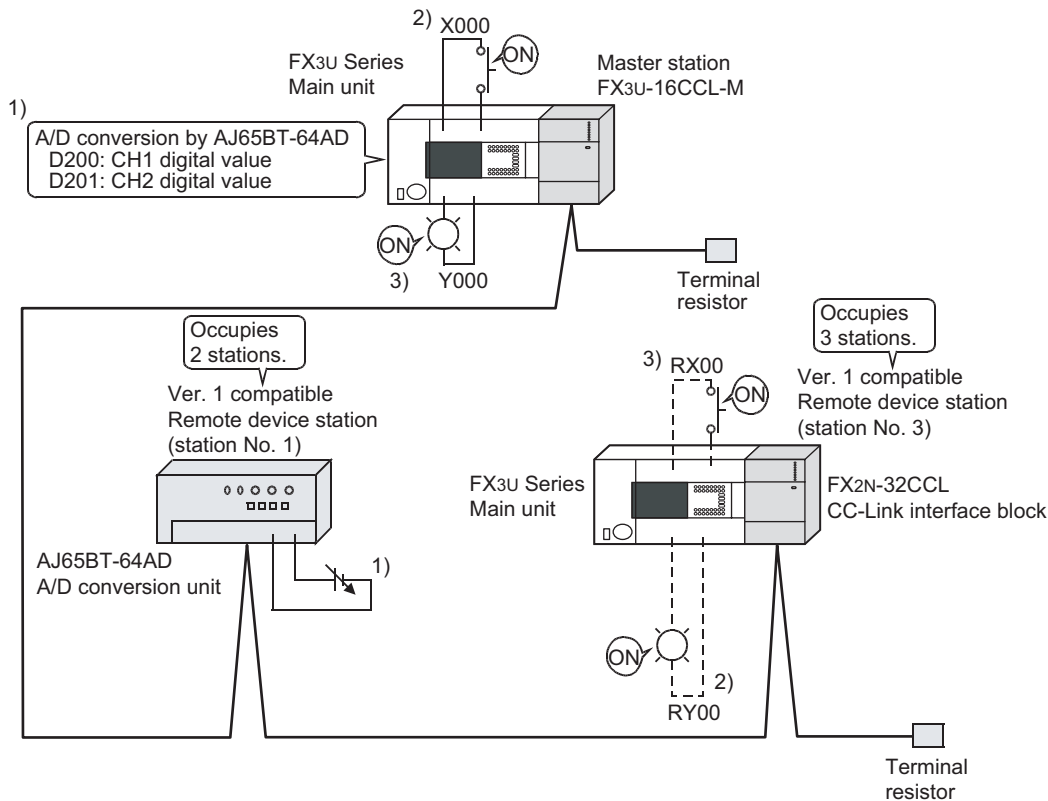 2) X000
ON
FX3U Series
Main unit
Master station
FX3U-16CCL-M
1)
A/D conversion by AJ65BT-64AD
D200: CH1 digital value
D201: CH2 digital value
ON
3) Y000
Terminal
resistor
Occupies
2 stations.
Ver. 1 compatible
Remote device station
(station No. 1)
AJ65BT-64AD
A/D conversion unit
1)
Occupies
3 stations.
3) RX00
ON
Ver. 1 compatible
Remote device station
(station No. 3)
FX3U Series
Main unit
FX2N-32CCL
CC-Link interface block
ON
2)
RY00
Terminal
resistor